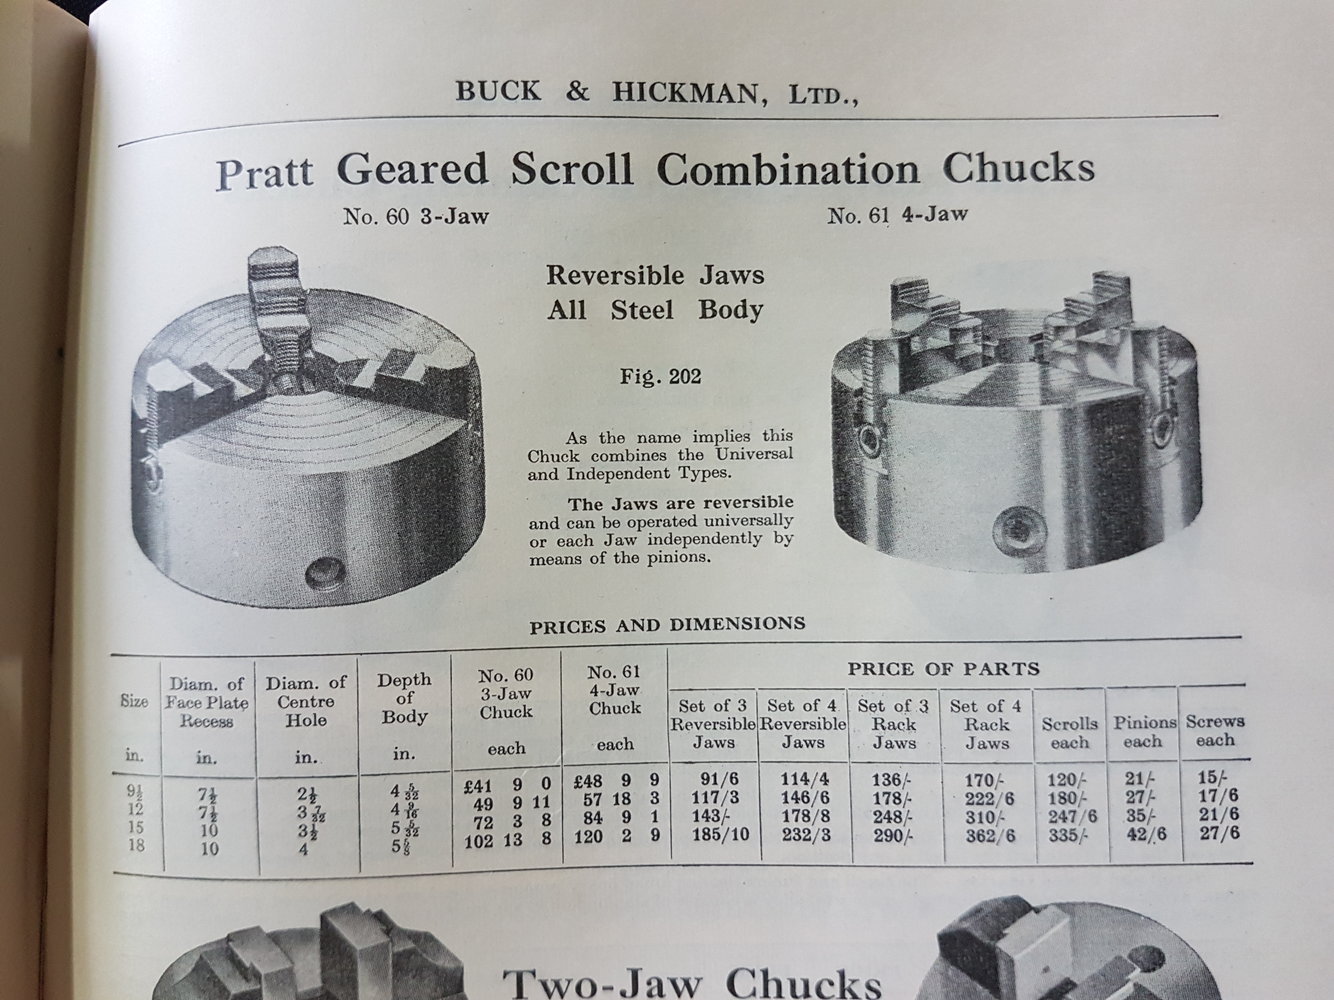 BUCK & HICKMAN, LTD.,
Pratt Geared Scroll Combination Chucks
No. 60 3-Jaw
No. 61 4-Jaw
Reversible Jaws
All Steel Body
Fig. 202
As the name implies this
Chuck combines the Universal
and Independent Types.
The Jaws are reversible
and can be operated universally
or each Jaw independently by
means of the pinions.
PRICES AND DIMENSIONS
Size in. | Diam. of Face Plate Recess in. | Diam. of Centre Hole in. | Depth of Body in. | No. 60 3-Jaw Chuck each | No. 61 4-Jaw Chuck each | PRICE OF PARTS
Set of 3 Reversible Jaws | Set of 4 Reversible Jaws | Set of 3 Rack Jaws | Set of 4 Rack Jaws | Scrolls each | Pinions each | Screws each
9½ | 7½ | 2½ | 4 5/32 | £41 9 0 | £48 9 9 | 91/6 | 114/4 | 136/- | 170/- | 120/- | 21/- | 15/-
12 | 7½ | 3 7/32 | 4 9/16 | 49 9 11 | 57 18 3 | 117/3 | 146/6 | 178/- | 222/6 | 180/- | 27/- | 17/6
15 | 10 | 3½ | 5 5/32 | 72 3 8 | 84 9 1 | 143/- | 178/8 | 248/- | 310/- | 247/6 | 35/- | 21/6
18 | 10 | 4 | 5⅝ | 102 13 8 | 120 2 9 | 185/10 | 232/3 | 290/- | 362/6 | 335/- | 42/6 | 27/6
Two-Jaw Chucks